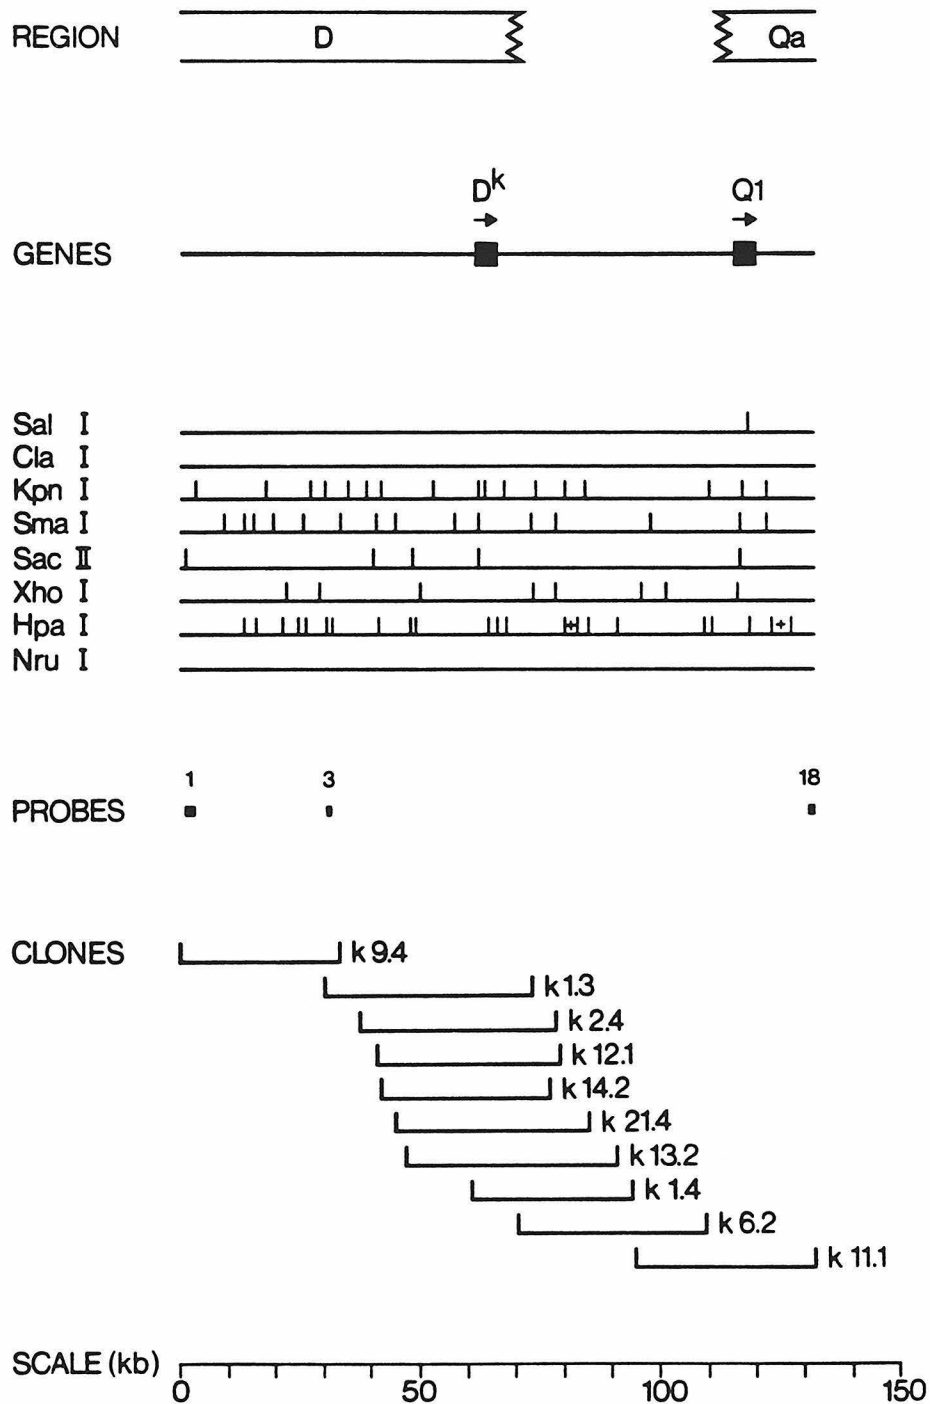 REGION D Qa
Dk Q1
GENES
Sal I
Cla I
Kpn I
Sma I
Sac II
Xho I
Hpa I + +
Nru I
1 3 18
PROBES
CLONES k 9.4
k 1.3
k 2.4
k 12.1
k 14.2
k 21.4
k 13.2
k 1.4
k 6.2
k 11.1
SCALE (kb)
0 50 100 150